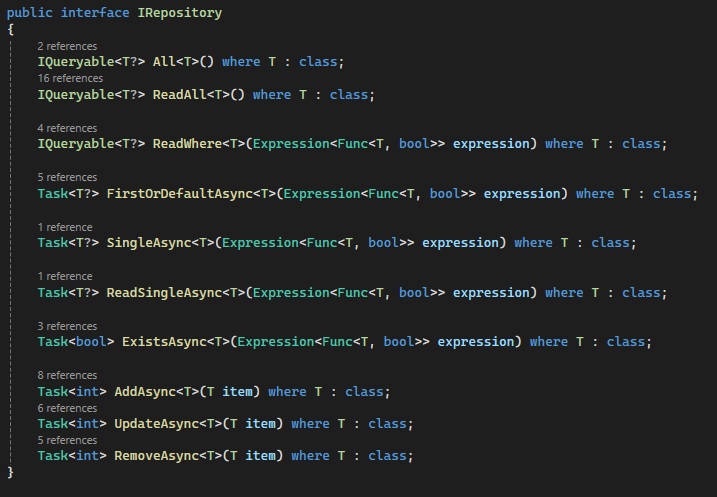 public interface IRepository
{
2 references
IQueryable<T?> All<T>() where T : class;
16 references
IQueryable<T?> ReadAll<T>() where T : class;
4 references
IQueryable<T?> ReadWhere<T>(Expression<Func<T, bool>> expression) where T : class;
5 references
Task<T?> FirstOrDefaultAsync<T>(Expression<Func<T, bool>> expression) where T : class;
1 reference
Task<T?> SingleAsync<T>(Expression<Func<T, bool>> expression) where T : class;
1 reference
Task<T?> ReadSingleAsync<T>(Expression<Func<T, bool>> expression) where T : class;
3 references
Task<bool> ExistsAsync<T>(Expression<Func<T, bool>> expression) where T : class;
8 references
Task<int> AddAsync<T>(T item) where T : class;
6 references
Task<int> UpdateAsync<T>(T item) where T : class;
5 references
Task<int> RemoveAsync<T>(T item) where T : class;
}